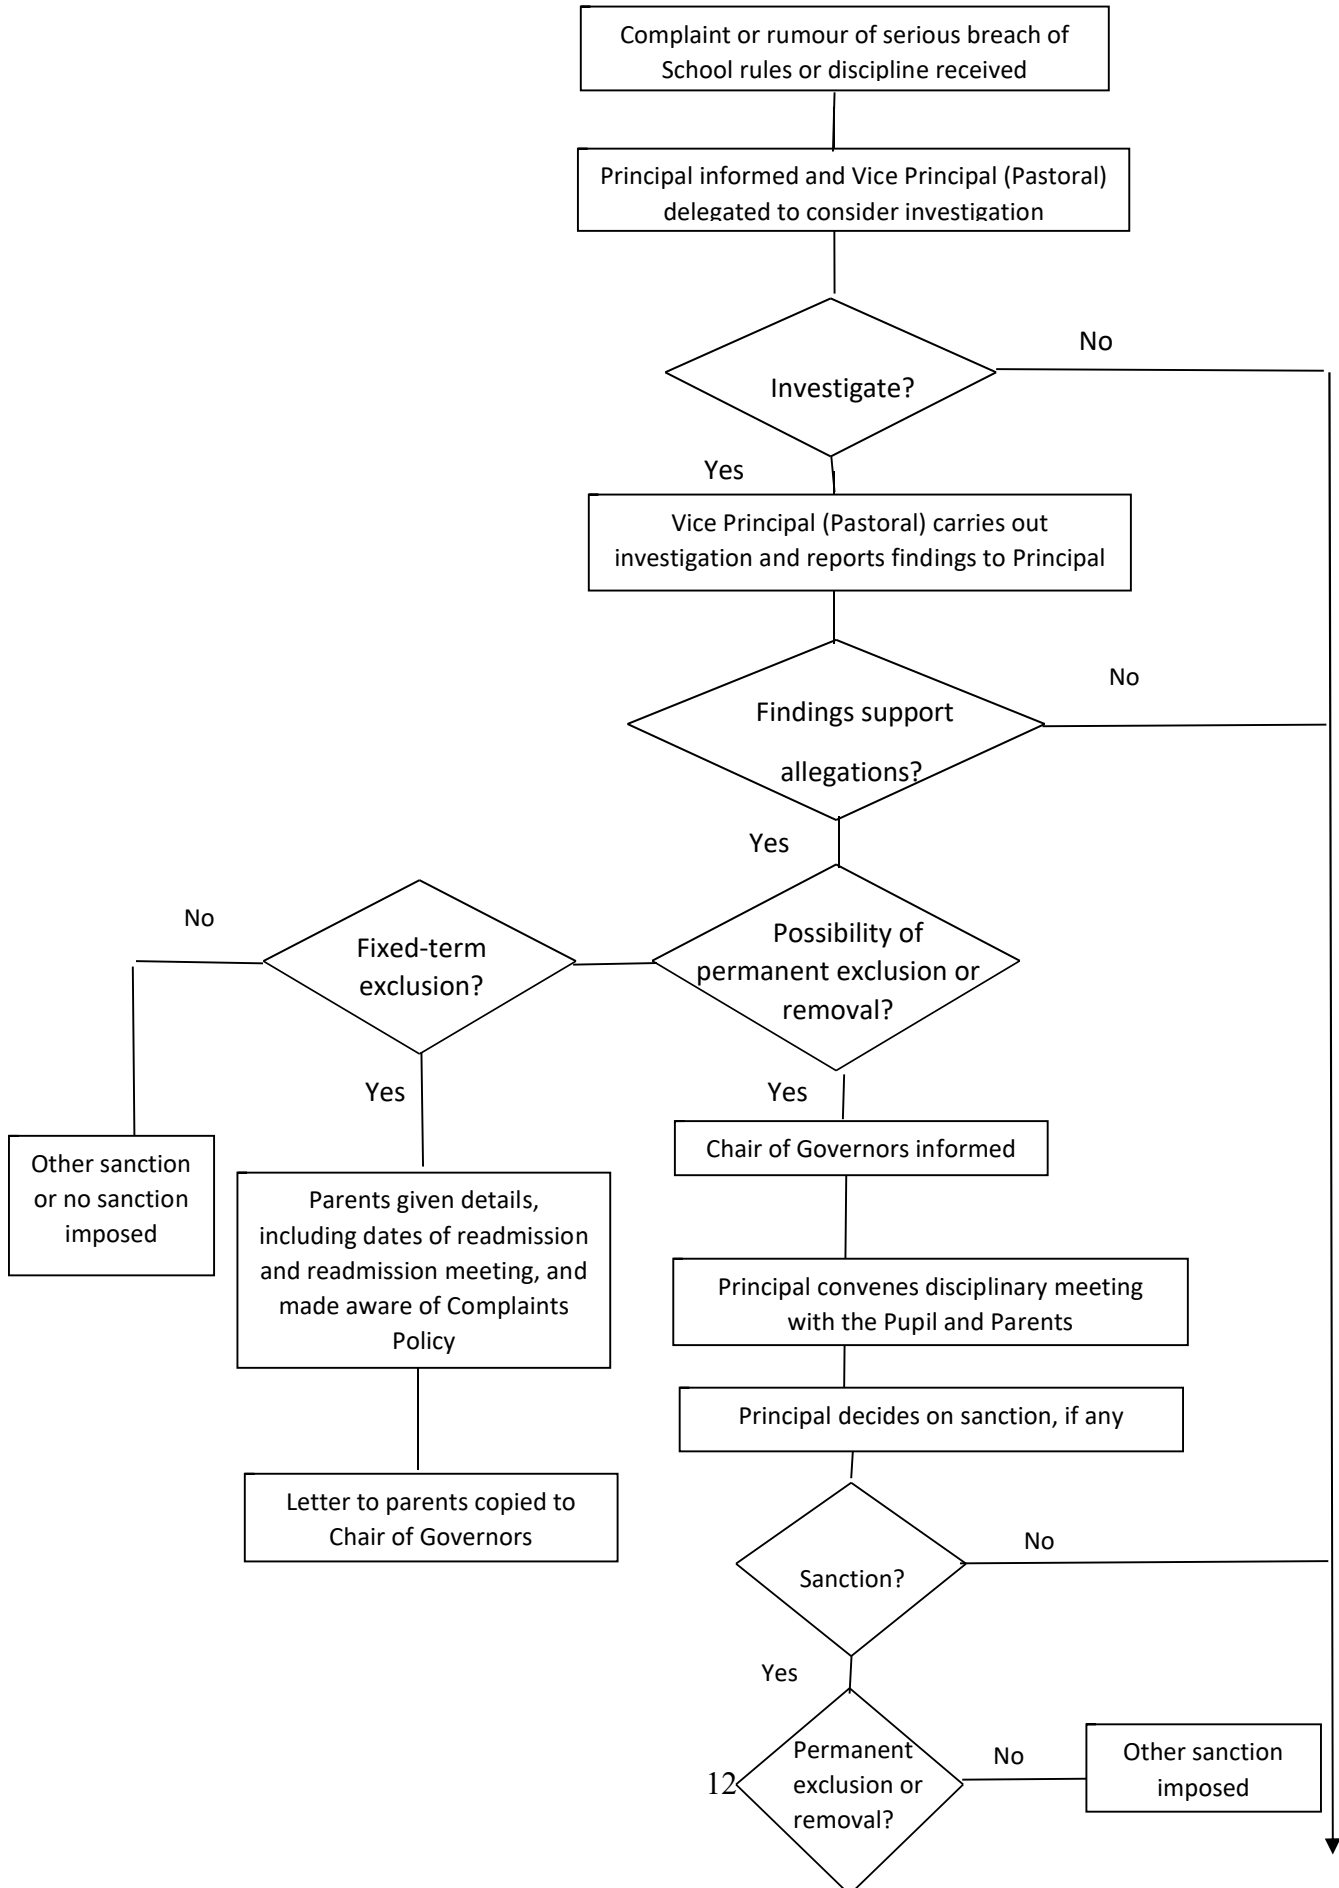 Complaint or rumour of serious breach of
School rules or discipline received
Principal informed and Vice Principal (Pastoral)
delegated to consider investigation
No
Investigate?
Yes
Vice Principal (Pastoral) carries out
investigation and reports findings to Principal
No
Findings support
allegations?
Yes
No
Fixed-term
exclusion?
Possibility of
permanent exclusion or
removal?
Yes
Yes
Other sanction
or no sanction
imposed
Parents given details,
including dates of readmission
and readmission meeting, and
made aware of Complaints
Policy
Chair of Governors informed
Principal convenes disciplinary meeting
with the Pupil and Parents
Principal decides on sanction, if any
Letter to parents copied to
Chair of Governors
No
Sanction?
Yes
Permanent
exclusion or
removal?
12
No
Other sanction
imposed